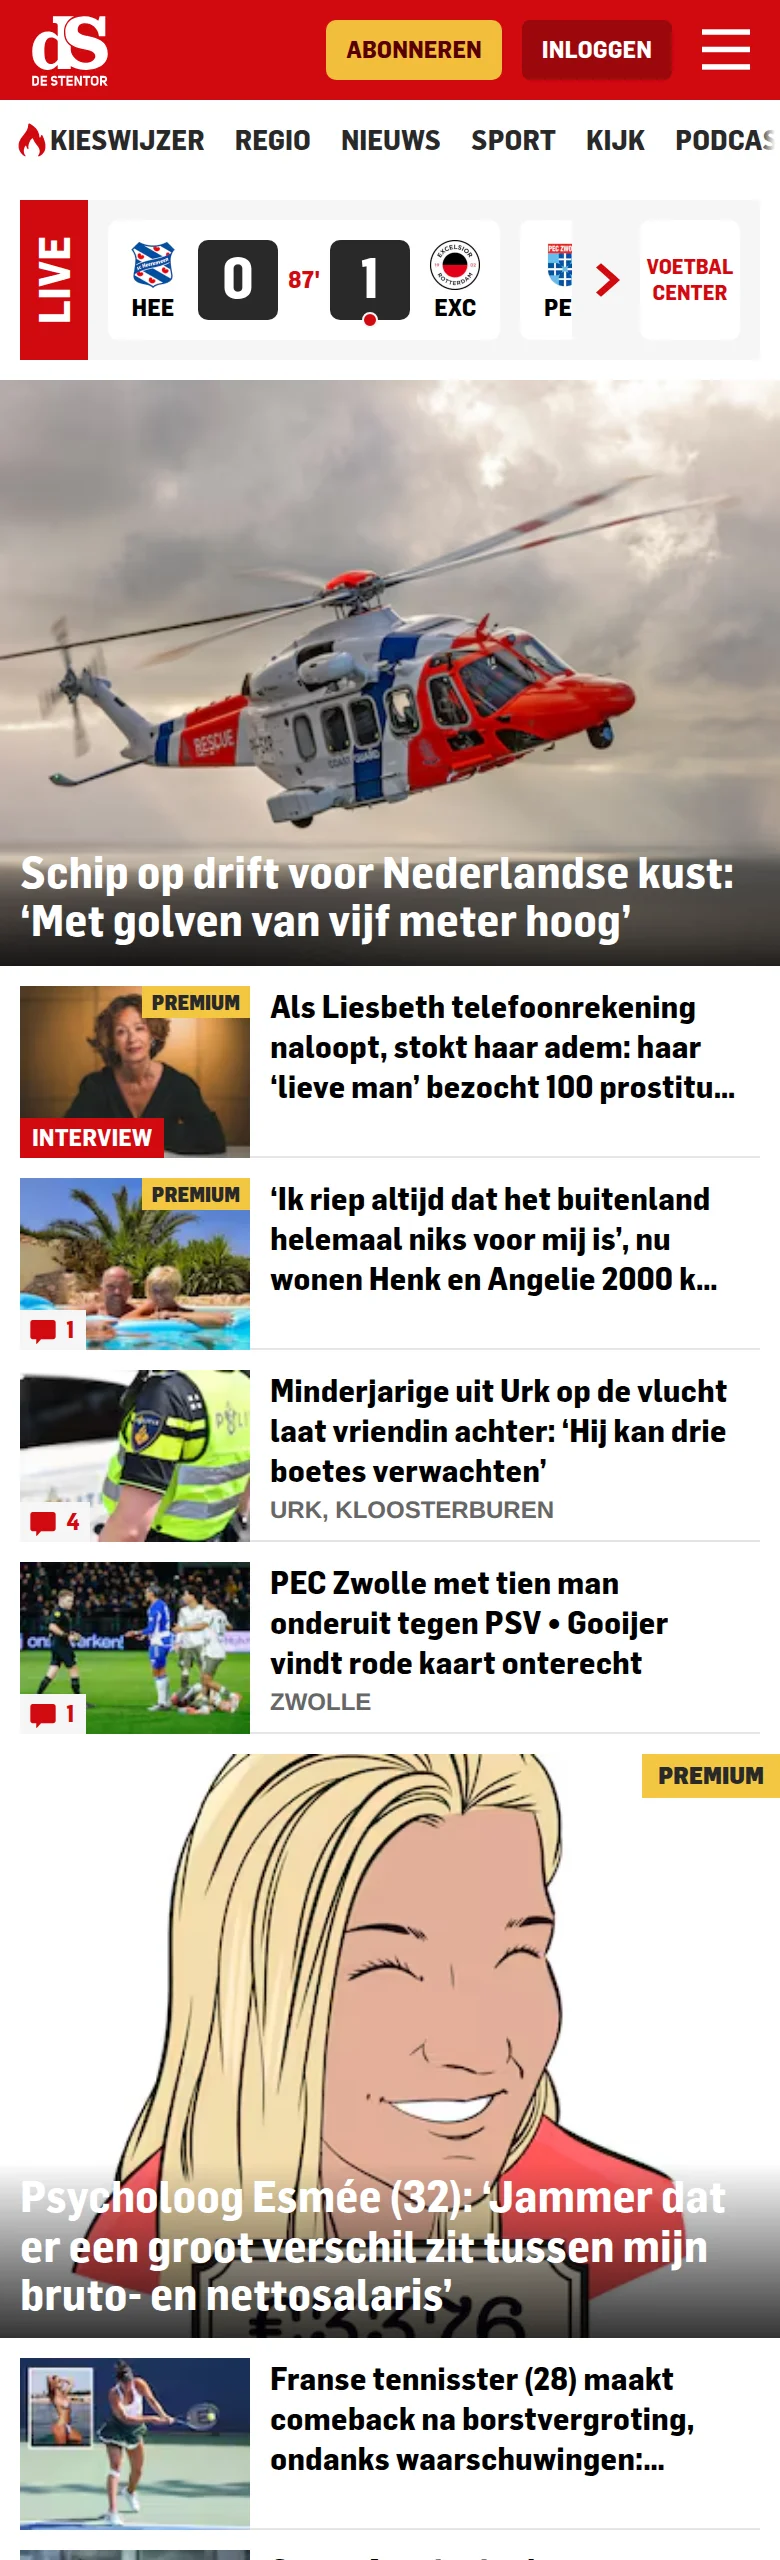 dS
DE STENTOR
ABONNEREN
INLOGGEN
KIESWIJZER REGIO NIEUWS SPORT KIJK PODCAS
LIVE
HEE
0
87'
1
EXC
PEC ZWO
PE
VOETBAL
CENTER
RESCUE
COAST GUARD
Schip op drift voor Nederlandse kust:
‘Met golven van vijf meter hoog’
PREMIUM
INTERVIEW
Als Liesbeth telefoonrekening
naloopt, stokt haar adem: haar
‘lieve man’ bezocht 100 prostitu...
PREMIUM
1
‘Ik riep altijd dat het buitenland
helemaal niks voor mij is’, nu
wonen Henk en Angelie 2000 k...
4
Minderjarige uit Urk op de vlucht
laat vriendin achter: ‘Hij kan drie
boetes verwachten’
URK, KLOOSTERBUREN
1
PEC Zwolle met tien man
onderuit tegen PSV • Gooijer
vindt rode kaart onterecht
ZWOLLE
PREMIUM
Psycholoog Esmée (32): ‘Jammer dat
er een groot verschil zit tussen mijn
bruto- en nettosalaris’
€3376
Franse tennisster (28) maakt
comeback na borstvergroting,
ondanks waarschuwingen:...